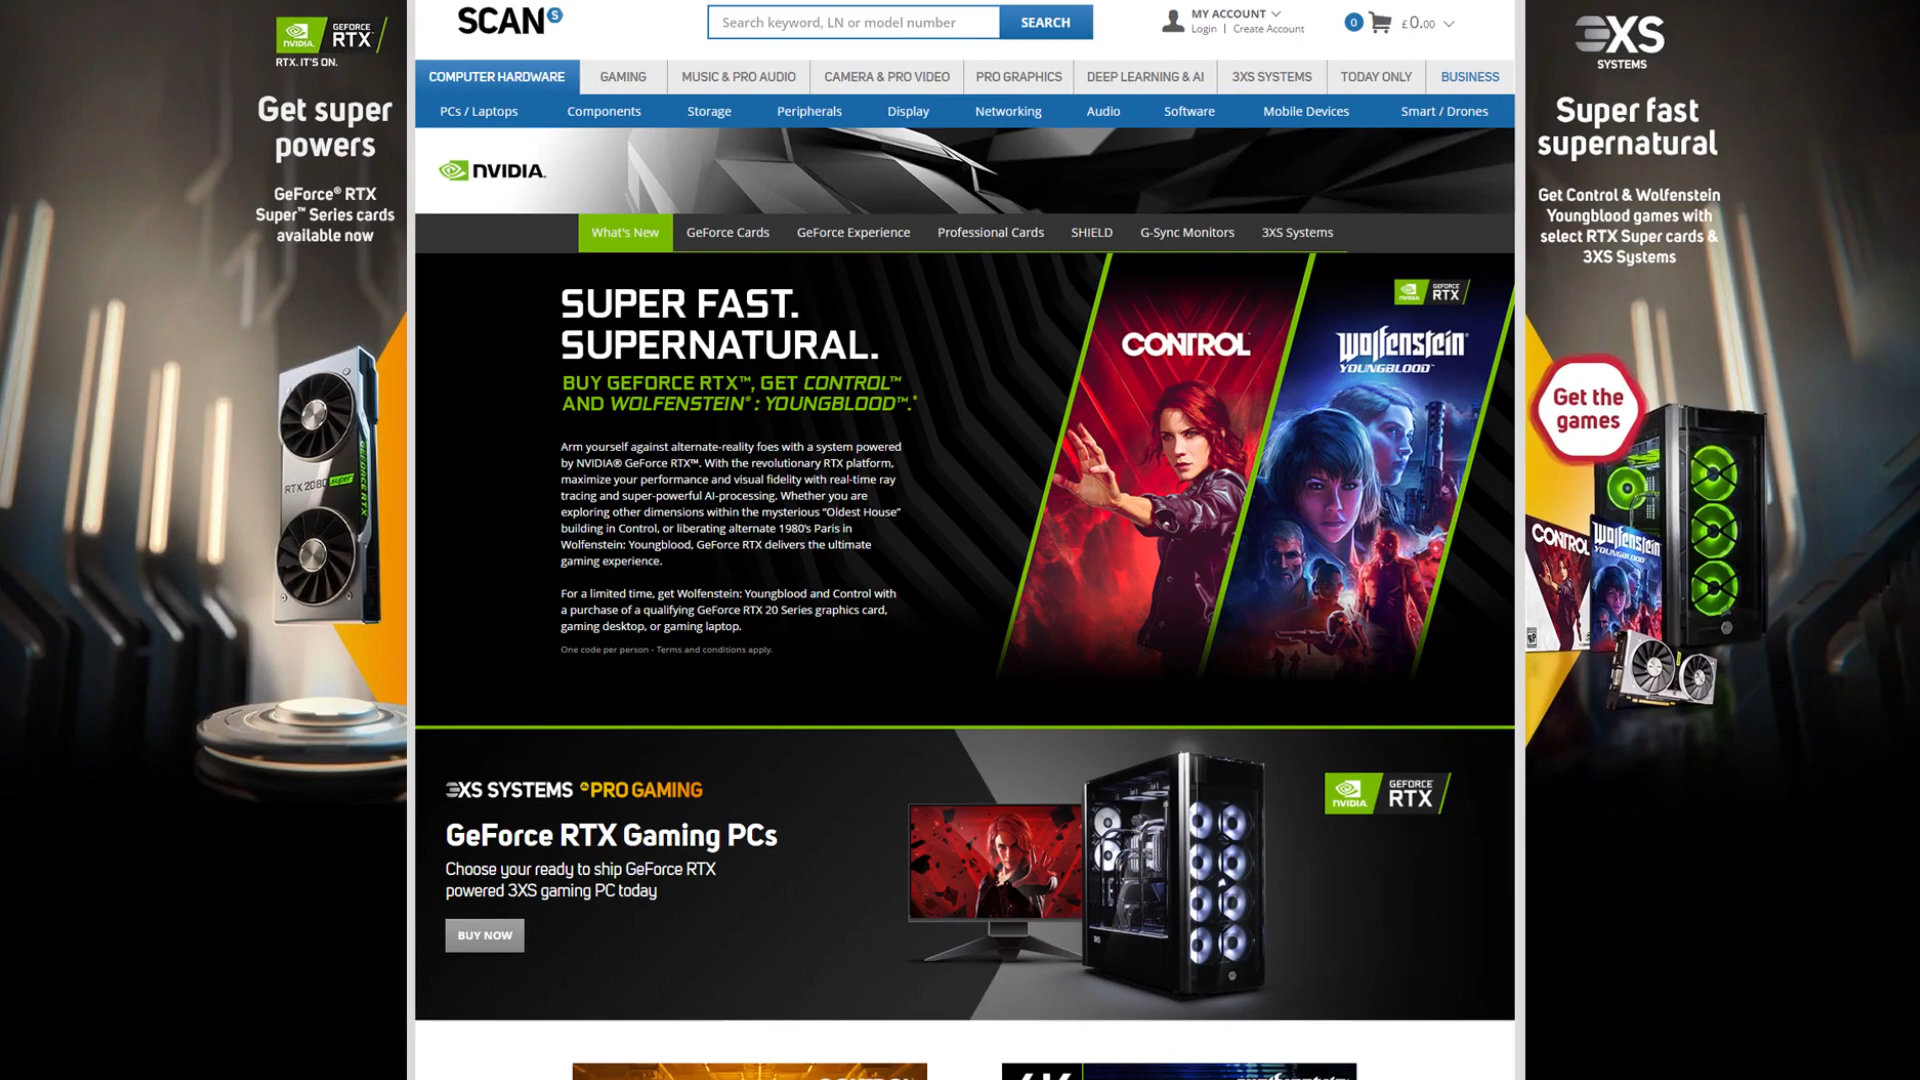 NVIDIA.
GEFORCE
RTX
RTX. IT'S ON.
Get super
powers
GeForce® RTX
Super™ Series cards
available now
RTX 2080 SUPER
GEFORCE RTX
SCAN S
Search keyword, LN or model number
SEARCH
MY ACCOUNT
Login | Create Account
0
£0.00
COMPUTER HARDWARE
GAMING
MUSIC & PRO AUDIO
CAMERA & PRO VIDEO
PRO GRAPHICS
DEEP LEARNING & AI
3XS SYSTEMS
TODAY ONLY
BUSINESS
PCs / Laptops
Components
Storage
Peripherals
Display
Networking
Audio
Software
Mobile Devices
Smart / Drones
NVIDIA.
What's New
GeForce Cards
GeForce Experience
Professional Cards
SHIELD
G-Sync Monitors
3XS Systems
SUPER FAST.
SUPERNATURAL.
BUY GEFORCE RTX™, GET CONTROL™
AND WOLFENSTEIN® : YOUNGBLOOD™.*
Arm yourself against alternate-reality foes with a system powered
by NVIDIA® GeForce RTX™. With the revolutionary RTX platform,
maximize your performance and visual fidelity with real-time ray
tracing and super-powerful AI-processing. Whether you are
exploring other dimensions within the mysterious “Oldest House”
building in Control, or liberating alternate 1980’s Paris in
Wolfenstein: Youngblood, GeForce RTX delivers the ultimate
gaming experience.
For a limited time, get Wolfenstein: Youngblood and Control with
a purchase of a qualifying GeForce RTX 20 Series graphics card,
gaming desktop, or gaming laptop.
One code per person - Terms and conditions apply.
CONTROL
NVIDIA.
GEFORCE
RTX
Wolfenstein®
YOUNGBLOOD™
3XS SYSTEMS PRO GAMING
GeForce RTX Gaming PCs
Choose your ready to ship GeForce RTX
powered 3XS gaming PC today
BUY NOW
NVIDIA.
GEFORCE
RTX
3XS
SYSTEMS
Super fast
supernatural
Get Control & Wolfenstein
Youngblood games with
select RTX Super cards &
3XS Systems
Get the
games
CONTROL
Wolfenstein
YOUNGBLOOD